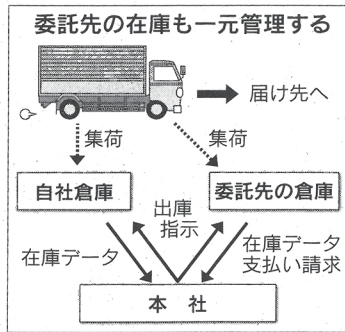 委託先の在庫も一元管理する
届け先へ
集荷
集荷
自社倉庫
委託先の倉庫
出庫
指示
在庫データ
在庫データ
支払い請求
本 社